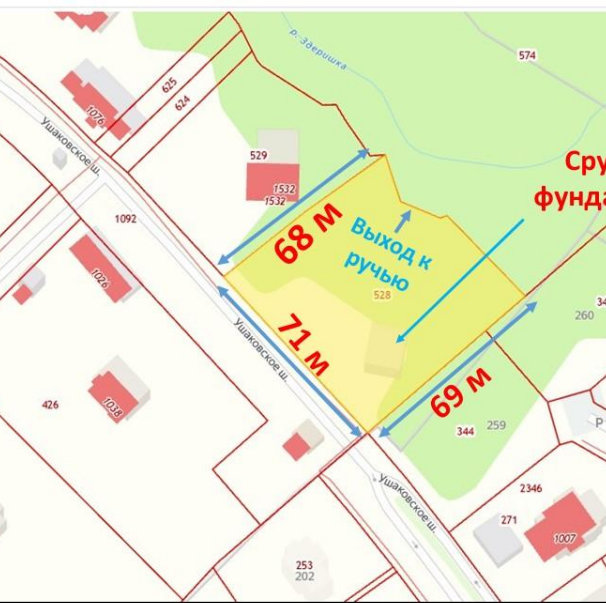 р. Здеришка
574
625
624
1076
Ушаковское ш.
529
1532
1532
Сру
фунда
1092
68 м
Выход к
ручью
528
1026
34
260
Ушаковское ш.
71 м
69 м
426
1038
344
259
Р
Ушаковское ш.
2346
271
1007
253
202